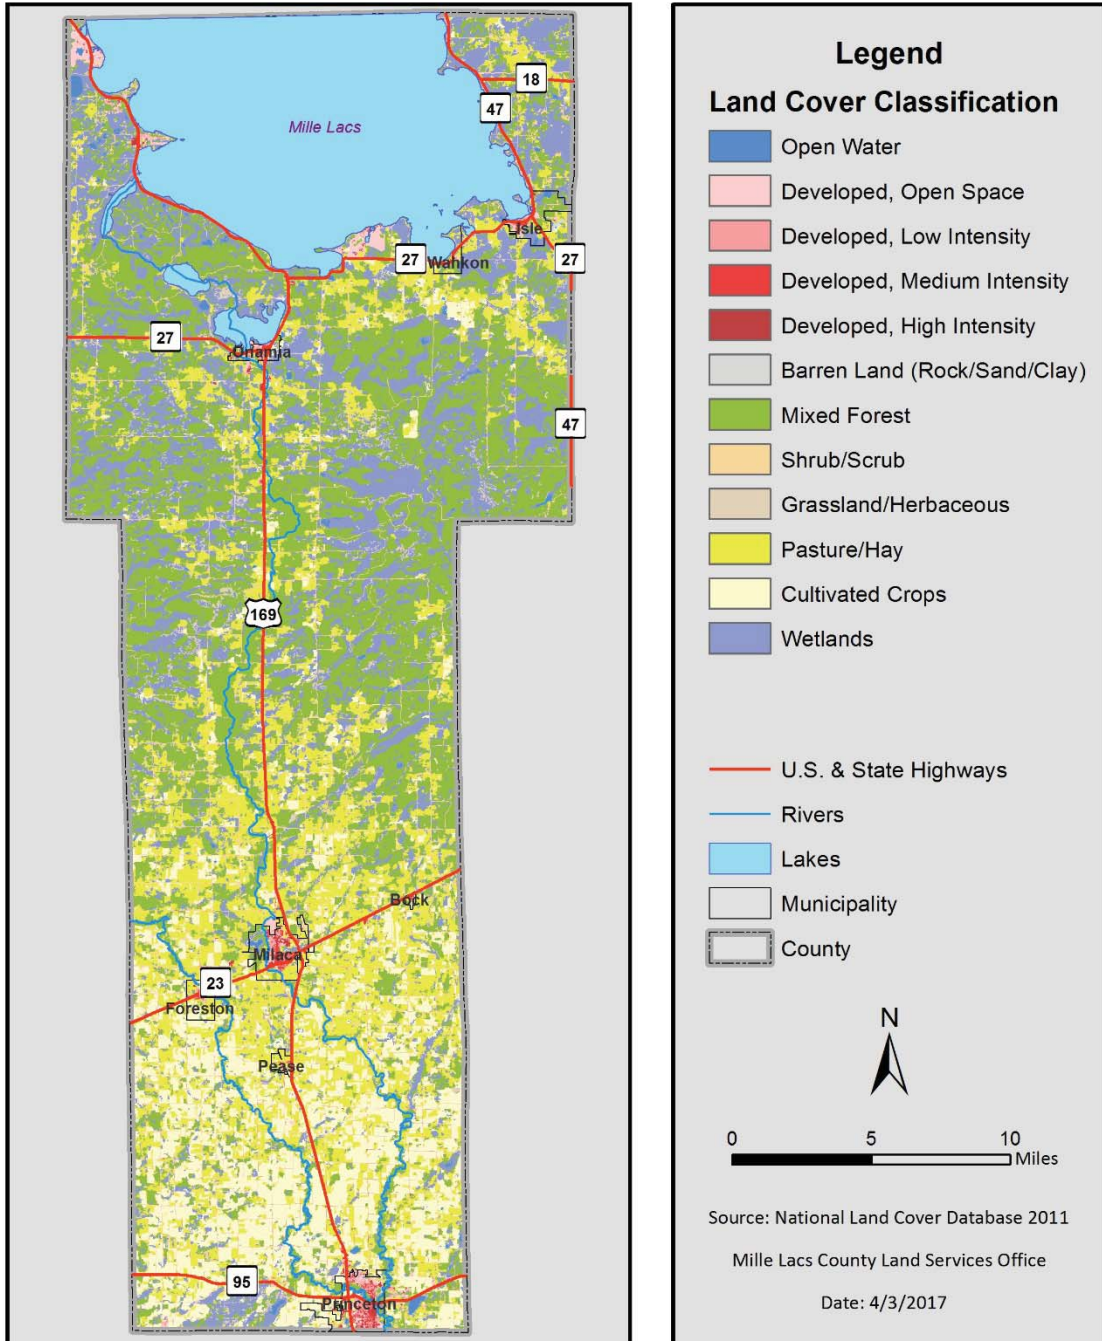 Mille Lacs
18
47
Isle
27
Wahkon
27
27
Onamia
47
169
Bock
Milaca
23
Foreston
Pease
95
Princeton
Legend
Land Cover Classification
Open Water
Developed, Open Space
Developed, Low Intensity
Developed, Medium Intensity
Developed, High Intensity
Barren Land (Rock/Sand/Clay)
Mixed Forest
Shrub/Scrub
Grassland/Herbaceous
Pasture/Hay
Cultivated Crops
Wetlands
U.S. & State Highways
Rivers
Lakes
Municipality
County
N
0 5 10
Miles
Source: National Land Cover Database 2011
Mille Lacs County Land Services Office
Date: 4/3/2017